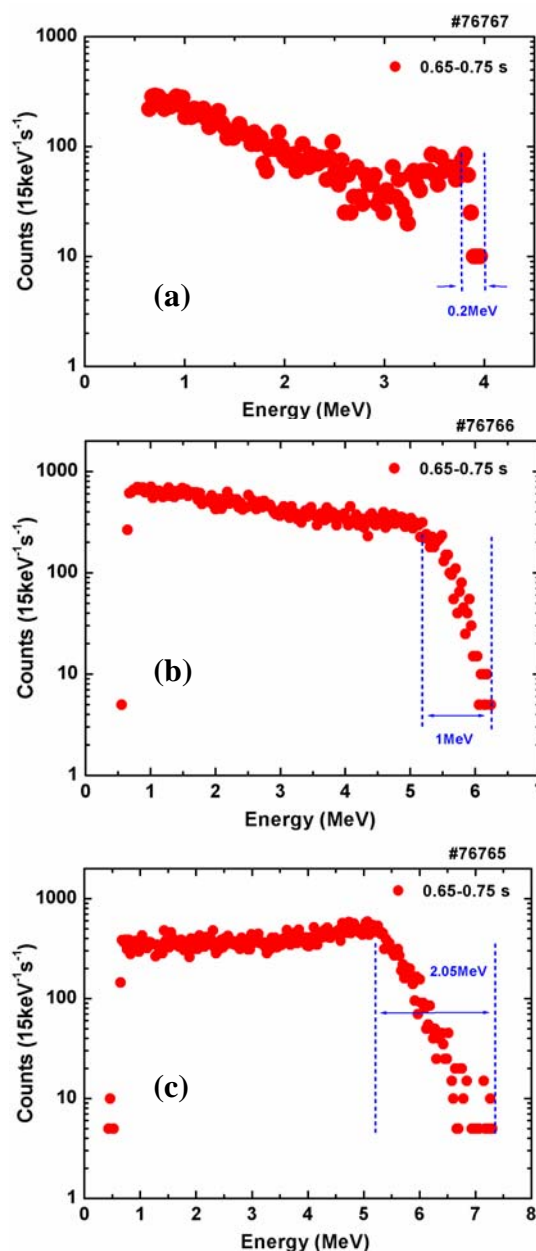 #76767
1000
0.65-0.75 s
100
Counts (15keV⁻¹s⁻¹)
10
(a)
0.2MeV
1
0 1 2 3 4
Energy (MeV)
#76766
1000
0.65-0.75 s
100
Counts (15keV⁻¹s⁻¹)
10
(b)
1MeV
1
0 1 2 3 4 5 6 7
Energy (MeV)
#76765
1000
0.65-0.75 s
2.05MeV
100
Counts (15keV⁻¹s⁻¹)
10
(c)
1
0 1 2 3 4 5 6 7 8
Energy (MeV)